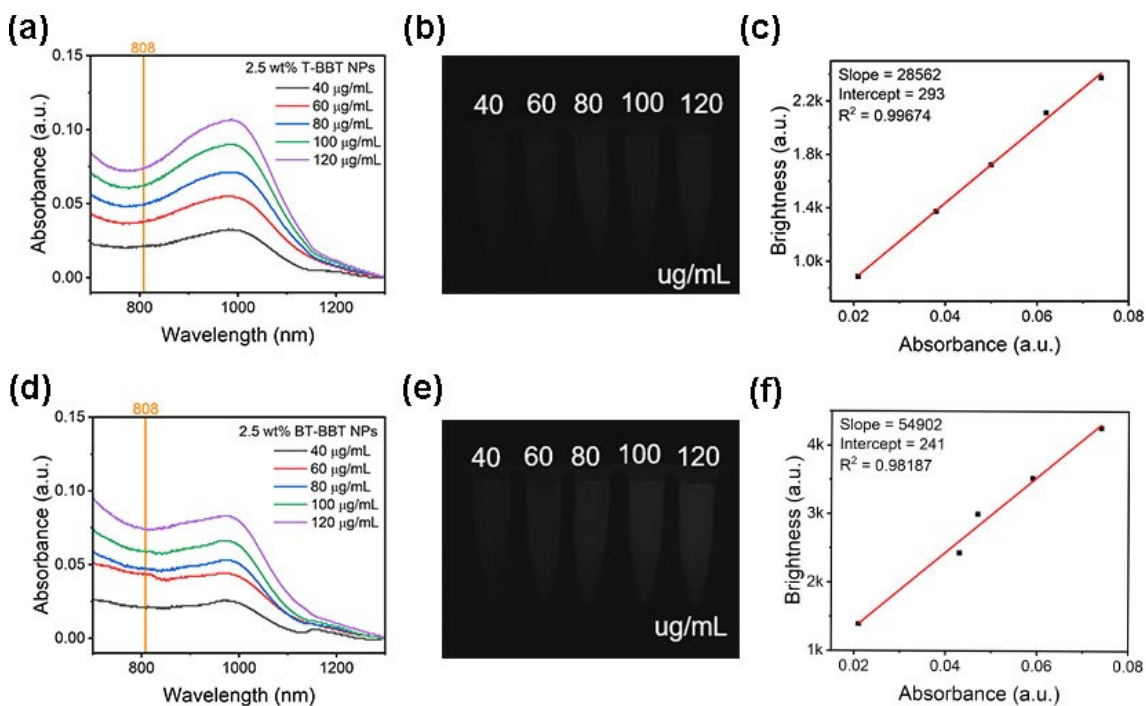 (a)
808
0.15
0.10
0.05
0.00
Absorbance (a.u.)
2.5 wt% T-BBT NPs
40 μg/mL
60 μg/mL
80 μg/mL
100 μg/mL
120 μg/mL
800 1000 1200
Wavelength (nm)
(b)
40 60 80 100 120
ug/mL
(c)
Slope = 28562
Intercept = 293
R² = 0.99674
2.2k
1.8k
1.4k
1.0k
Brightness (a.u.)
0.02 0.04 0.06 0.08
Absorbance (a.u.)
(d)
808
0.15
0.10
0.05
0.00
Absorbance (a.u.)
2.5 wt% BT-BBT NPs
40 μg/mL
60 μg/mL
80 μg/mL
100 μg/mL
120 μg/mL
800 1000 1200
Wavelength (nm)
(e)
40 60 80 100 120
ug/mL
(f)
Slope = 54902
Intercept = 241
R² = 0.98187
4k
3k
2k
1k
Brightness (a.u.)
0.02 0.04 0.06 0.08
Absorbance (a.u.)